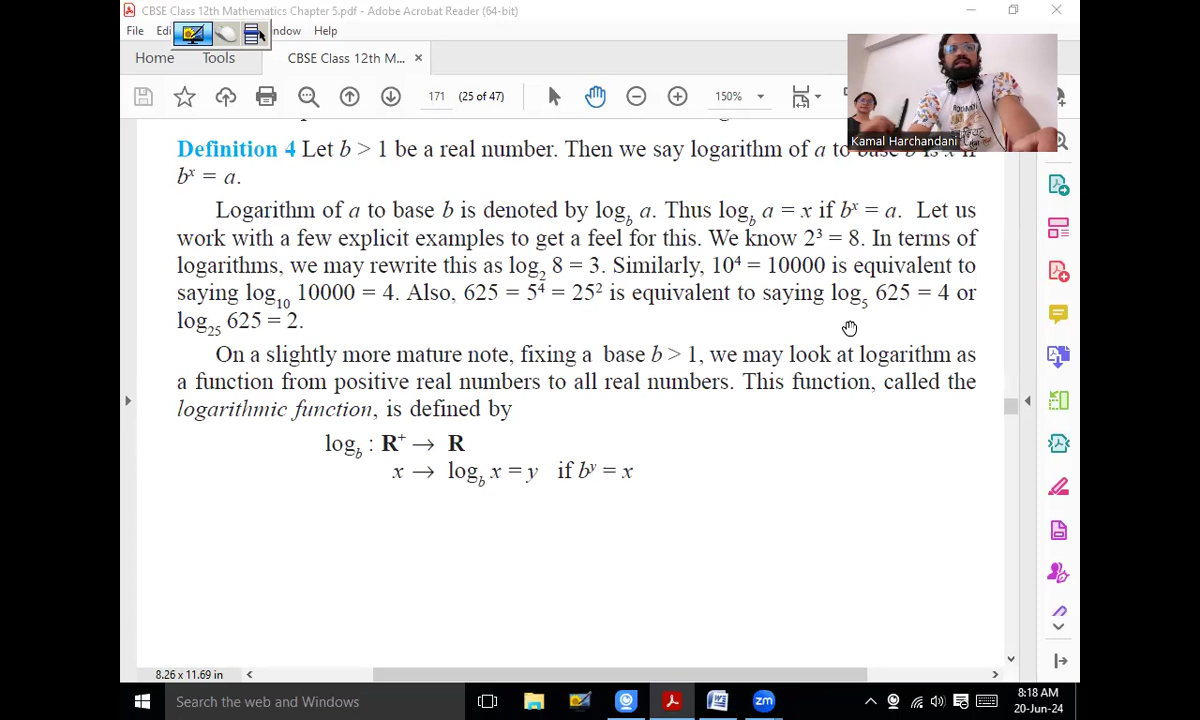 CBSE Class 12th Mathematics Chapter 5.pdf - Adobe Acrobat Reader (64-bit)
File Edi ndow Help
Home Tools CBSE Class 12th M... ×
171 (25 of 47) 150%
Kamal Harchandani
Definition 4 Let b > 1 be a real number. Then we say logarithm of a to base b is x if
bˣ = a.
Logarithm of a to base b is denoted by log_b a. Thus log_b a = x if bˣ = a. Let us
work with a few explicit examples to get a feel for this. We know 2³ = 8. In terms of
logarithms, we may rewrite this as log₂ 8 = 3. Similarly, 10⁴ = 10000 is equivalent to
saying log₁₀ 10000 = 4. Also, 625 = 5⁴ = 25² is equivalent to saying log₅ 625 = 4 or
log₂₅ 625 = 2.
On a slightly more mature note, fixing a base b > 1, we may look at logarithm as
a function from positive real numbers to all real numbers. This function, called the
logarithmic function, is defined by
log_b : R⁺ → R
x → log_b x = y if bʸ = x
8.26 x 11.69 in
Search the web and Windows
8:18 AM
20-Jun-24